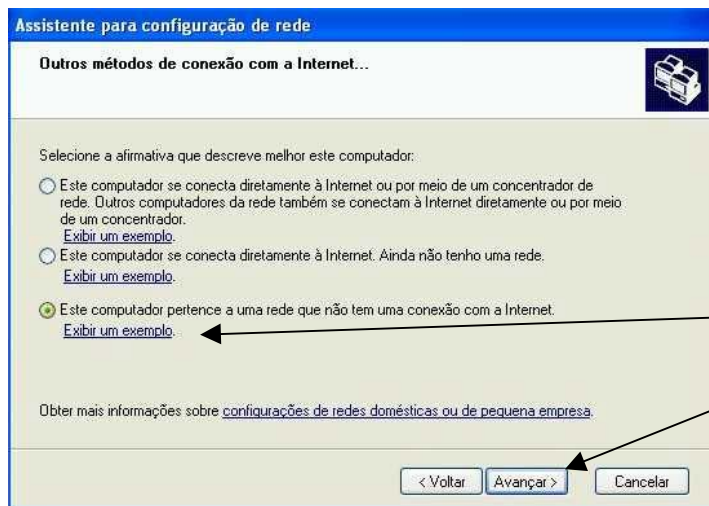 Assistente para configuração de rede
Outros métodos de conexão com a Internet...
Selecione a afirmativa que descreve melhor este computador:
Este computador se conecta diretamente à Internet ou por meio de um concentrador de
rede. Outros computadores da rede também se conectam à Internet diretamente ou por meio
de um concentrador.
Exibir um exemplo.
Este computador se conecta diretamente à Internet. Ainda não tenho uma rede.
Exibir um exemplo.
Este computador pertence a uma rede que não tem uma conexão com a Internet.
Exibir um exemplo.
Obter mais informações sobre configurações de redes domésticas ou de pequena empresa.
< Voltar Avançar > Cancelar